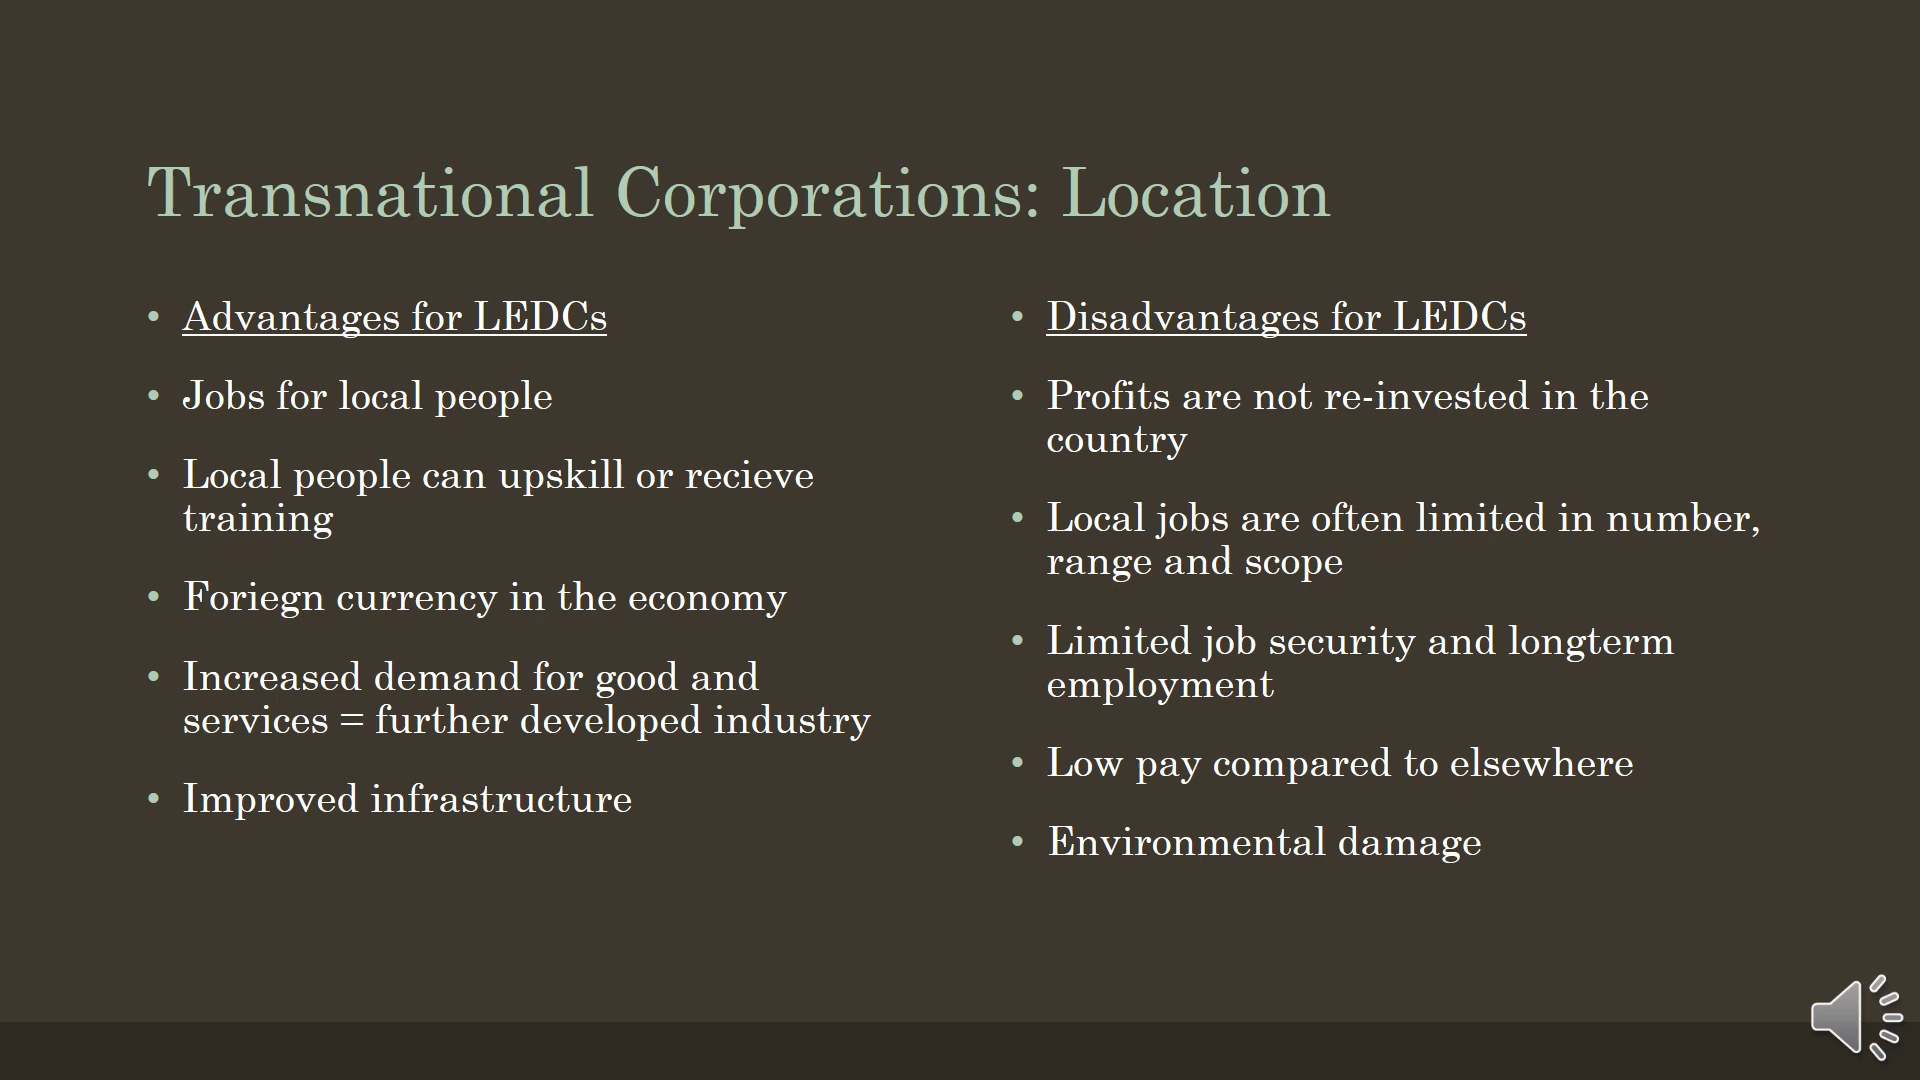 Transnational Corporations: Location
• Advantages for LEDCs
• Jobs for local people
• Local people can upskill or recieve
training
• Foriegn currency in the economy
• Increased demand for good and
services = further developed industry
• Improved infrastructure
• Disadvantages for LEDCs
• Profits are not re-invested in the
country
• Local jobs are often limited in number,
range and scope
• Limited job security and longterm
employment
• Low pay compared to elsewhere
• Environmental damage